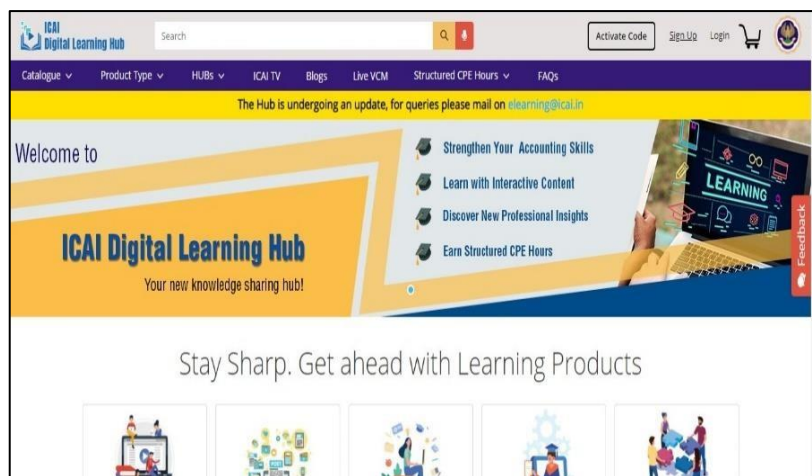 ICAI
Digital Learning Hub
Search
Activate Code
Sign Up
Login
Catalogue
Product Type
HUBs
ICAI TV
Blogs
Live VCM
Structured CPE Hours
FAQs
The Hub is undergoing an update, for queries please mail on elearning@icai.in
Welcome to
ICAI Digital Learning Hub
Your new knowledge sharing hub!
Strengthen Your Accounting Skills
Learn with Interactive Content
Discover New Professional Insights
Earn Structured CPE Hours
LEARNING
Feedback
Stay Sharp. Get ahead with Learning Products